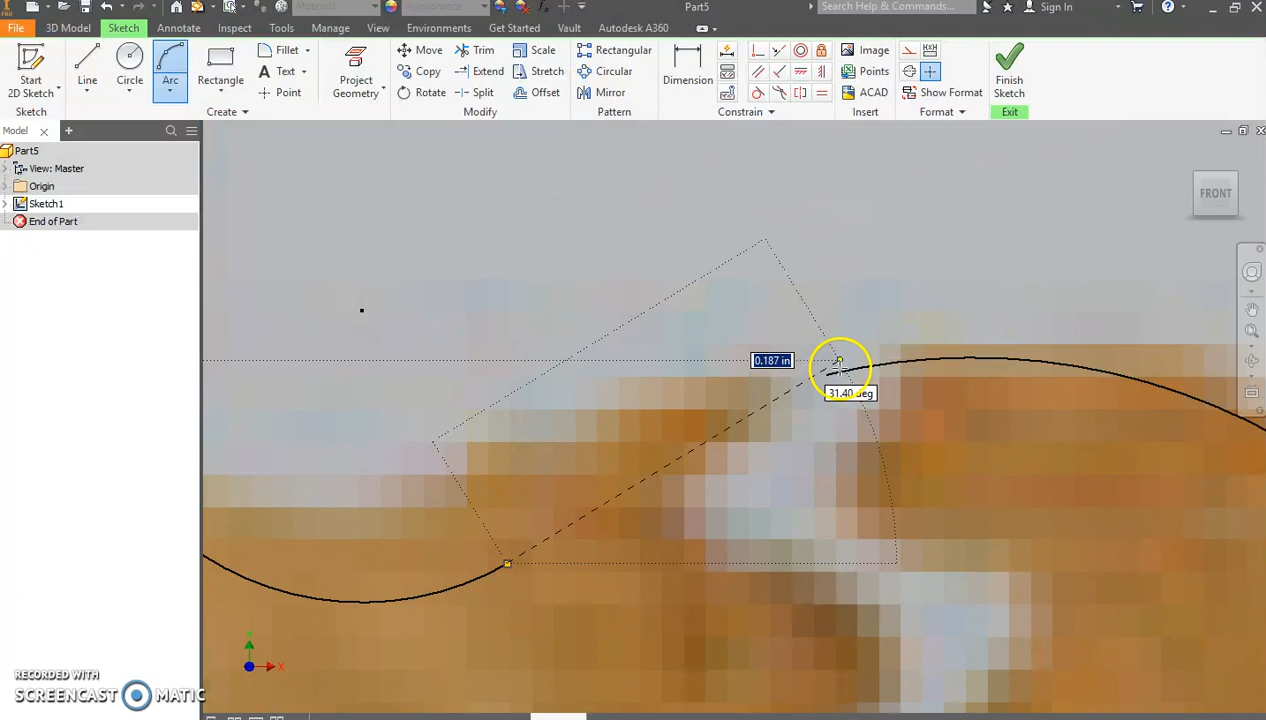 Material
Appearance
Part5
Search Help & Commands...
Sign In
File 3D Model Sketch Annotate Inspect Tools Manage View Environments Get Started Vault Autodesk A360
Start
2D Sketch
Line
Circle
Arc
Rectangle
Fillet
Text
Point
Project
Geometry
Move
Copy
Rotate
Trim
Extend
Split
Scale
Stretch
Offset
Rectangular
Circular
Mirror
Dimension
Image
Points
ACAD
Show Format
Finish
Sketch
Sketch Create Modify Pattern Constrain Insert Format Exit
Model
Part5
View: Master
Origin
Sketch1
End of Part
FRONT
0.187 in
31.40 deg
X
RECORDED WITH
SCREENCAST MATIC